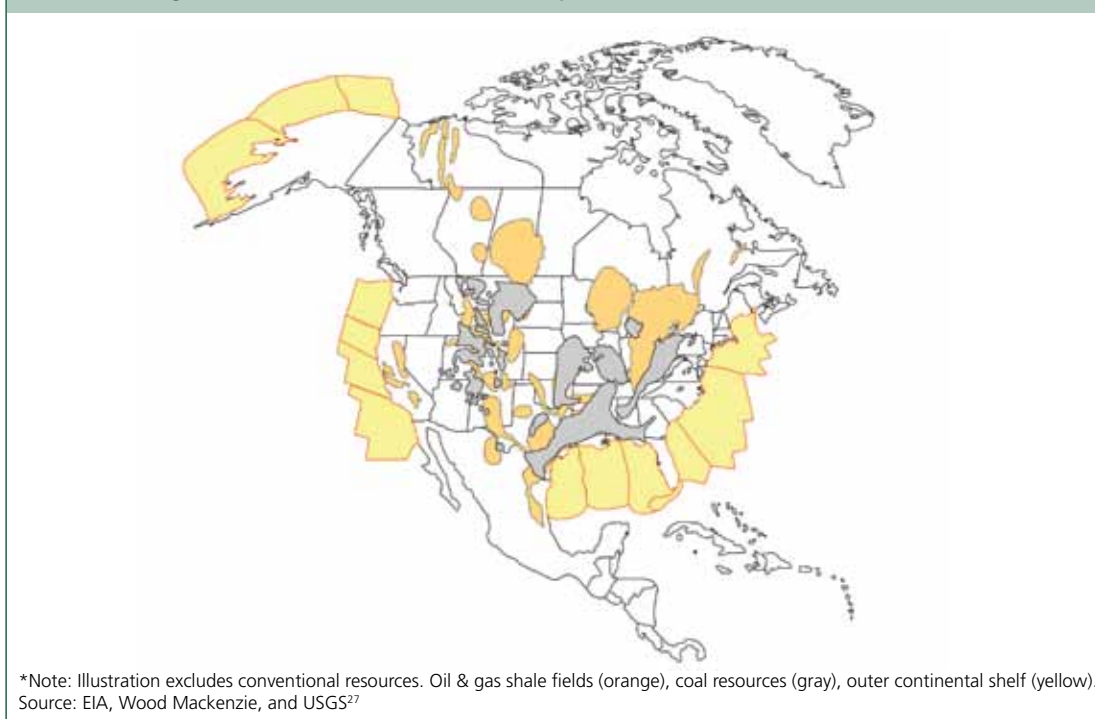 *Note: Illustration excludes conventional resources. Oil & gas shale fields (orange), coal resources (gray), outer continental shelf (yellow).
Source: EIA, Wood Mackenzie, and USGS27